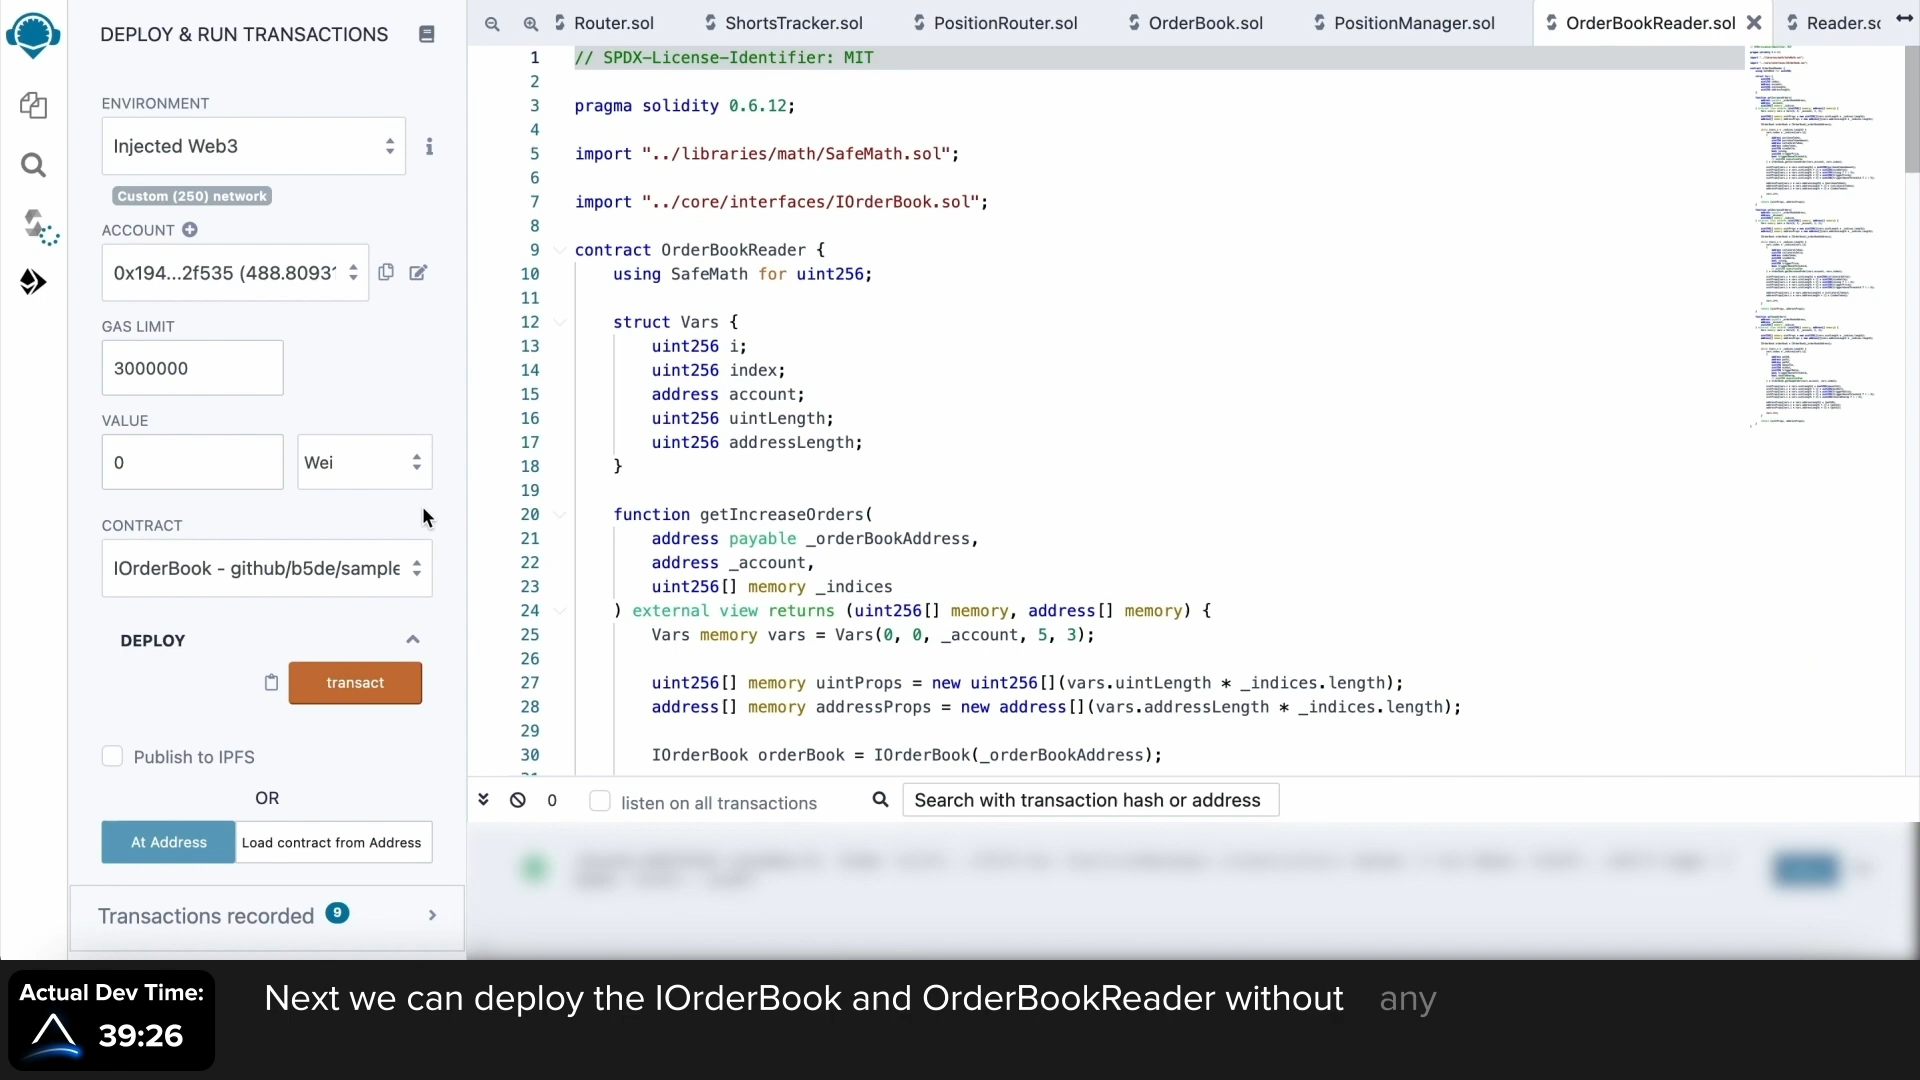 DEPLOY & RUN TRANSACTIONS
ENVIRONMENT
Injected Web3
i
Custom (250) network
ACCOUNT
0x194...2f535 (488.8093
GAS LIMIT
3000000
VALUE
0
Wei
CONTRACT
IOrderBook - github/b5de/sample
DEPLOY
transact
Publish to IPFS
OR
At Address
Load contract from Address
Transactions recorded 9
Router.sol
ShortsTracker.sol
PositionRouter.sol
OrderBook.sol
PositionManager.sol
OrderBookReader.sol
Reader.sc
1 // SPDX-License-Identifier: MIT
2
3 pragma solidity 0.6.12;
4
5 import "../libraries/math/SafeMath.sol";
6
7 import "../core/interfaces/IOrderBook.sol";
8
9 contract OrderBookReader {
10 using SafeMath for uint256;
11
12 struct Vars {
13 uint256 i;
14 uint256 index;
15 address account;
16 uint256 uintLength;
17 uint256 addressLength;
18 }
19
20 function getIncreaseOrders(
21 address payable _orderBookAddress,
22 address _account,
23 uint256[] memory _indices
24 ) external view returns (uint256[] memory, address[] memory) {
25 Vars memory vars = Vars(0, 0, _account, 5, 3);
26
27 uint256[] memory uintProps = new uint256[](vars.uintLength * _indices.length);
28 address[] memory addressProps = new address[](vars.addressLength * _indices.length);
29
30 IOrderBook orderBook = IOrderBook(_orderBookAddress);
0
listen on all transactions
Search with transaction hash or address
Actual Dev Time:
39:26
Next we can deploy the IOrderBook and OrderBookReader without any